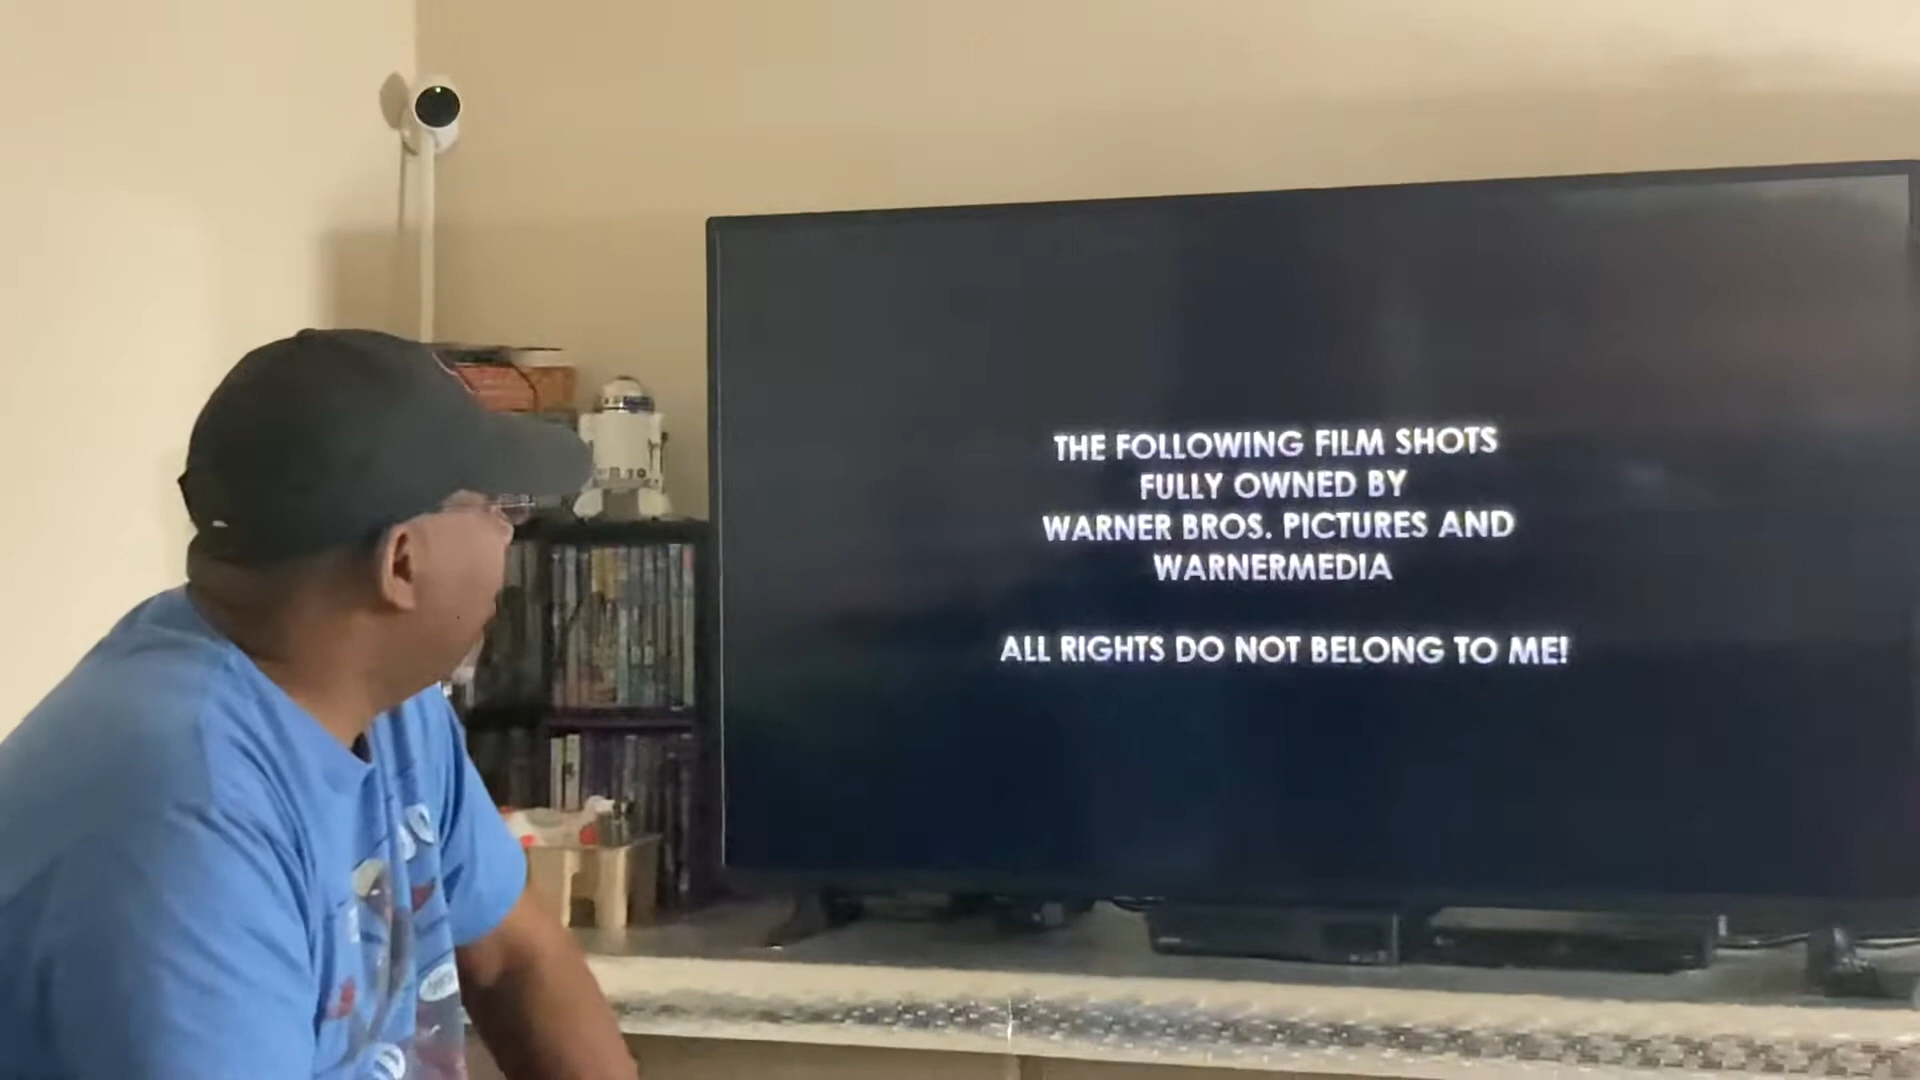 THE FOLLOWING FILM SHOTS
FULLY OWNED BY
WARNER BROS. PICTURES AND
WARNERMEDIA
ALL RIGHTS DO NOT BELONG TO ME!